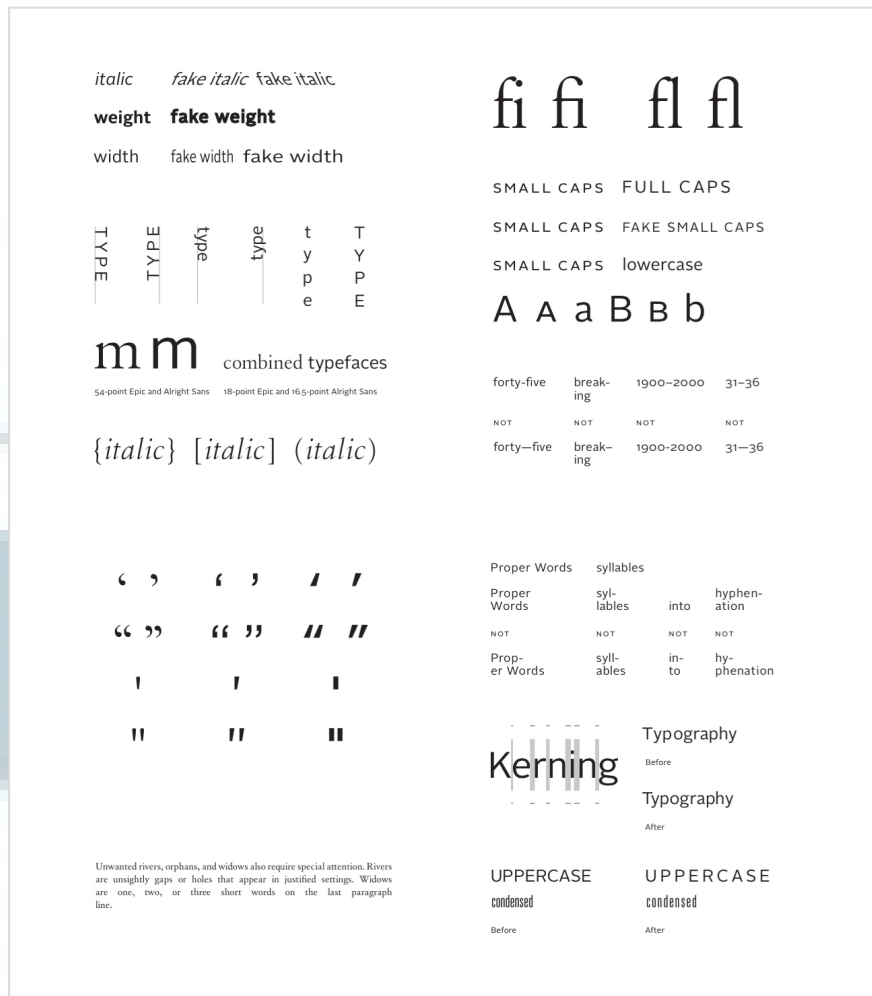 italic fake italic fake italic
weight fake weight
width fake width fake width
TYPE TYPE type type type TYPE
m m combined typefaces
54-point Epic and Alright Sans 18-point Epic and 16.5-point Alright Sans
{italic} [italic] (italic)
‘ ’ ‘ ’ ‘ ’
“ ” “ ” “ ”
' ' '
" " "
Unwanted rivers, orphans, and widows also require special attention. Rivers
are unsightly gaps or holes that appear in justified settings. Widows
are one, two, or three short words on the last paragraph
line.
fi fi fl fl
SMALL CAPS FULL CAPS
SMALL CAPS FAKE SMALL CAPS
SMALL CAPS lowercase
A A a B B b
forty-five break- 1900–2000 31–36
ing
NOT NOT NOT NOT
forty—five break– 1900-2000 31—36
ing
Proper Words syllables
Proper syl- hyphen-
Words lables into ation
NOT NOT NOT NOT
Prop- syll- in- hy-
er Words ables to phenation
Kerning
Typography
Before
Typography
After
UPPERCASE UPPERCASE
condensed condensed
Before After